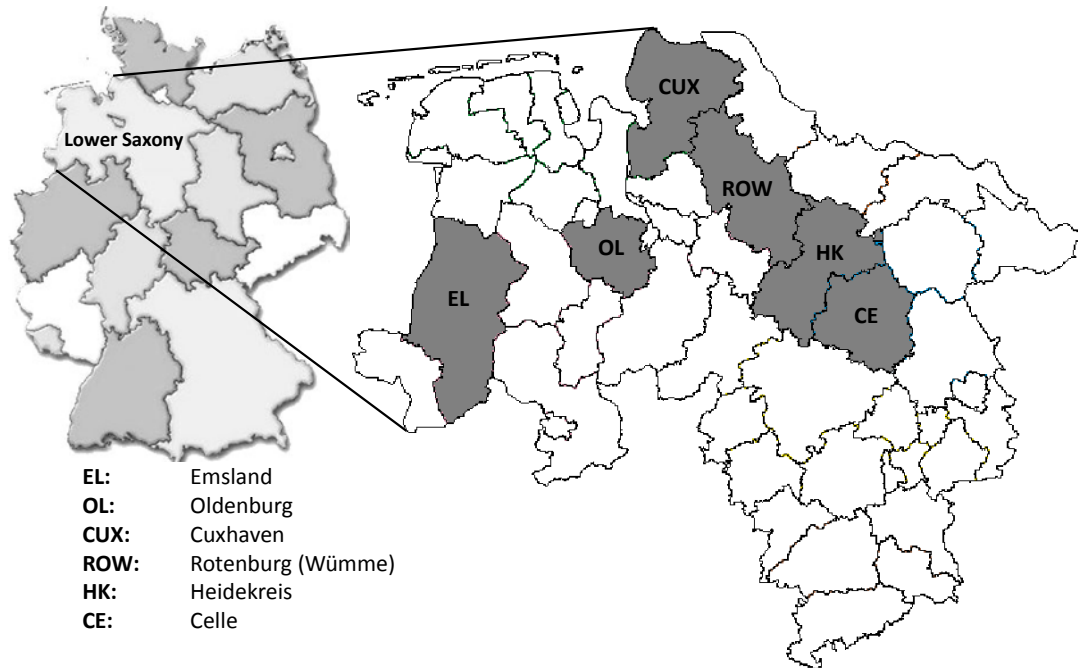 Lower Saxony
CUX
ROW
OL
HK
EL
CE
EL: Emsland
OL: Oldenburg
CUX: Cuxhaven
ROW: Rotenburg (Wümme)
HK: Heidekreis
CE: Celle